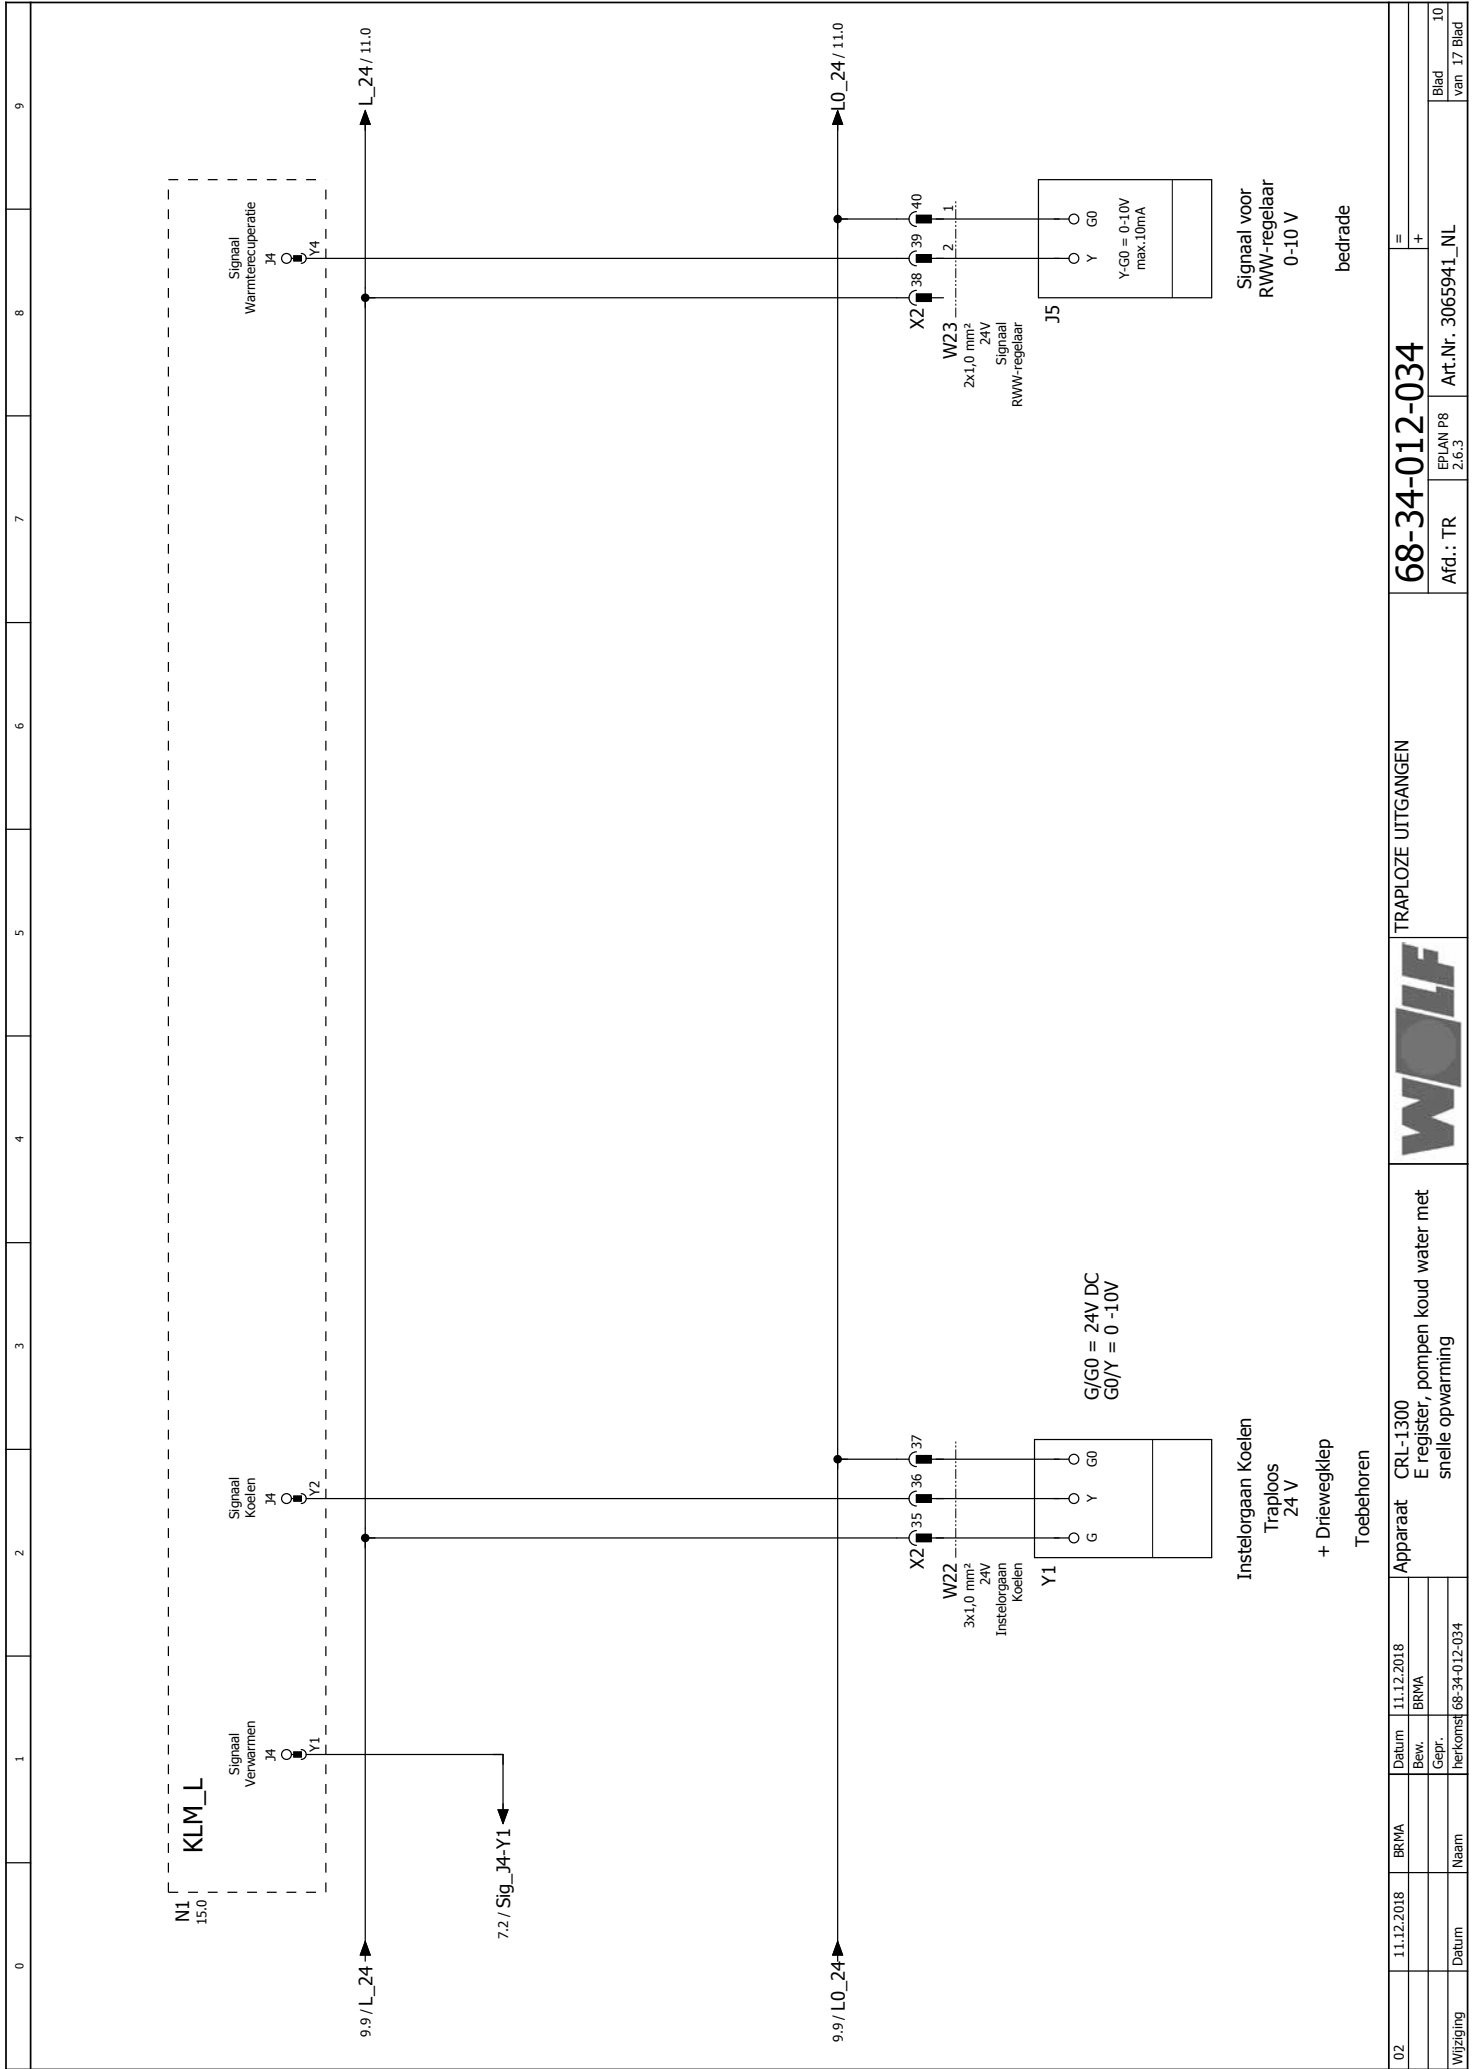 0 1 2 3 4 5 6 7 8 9
N1
15.0
KLM_L
Signaal
Verwarmen
J4
Y1
Signaal
Koelen
J4
Y2
Signaal
Warmterecuperatie
J4
Y4
9.9 / L_24
L_24 / 11.0
7.2 / Sig_J4-Y1
9.9 / L0_24
L0_24 / 11.0
X2 35 36 37
W22
3x1,0 mm²
24V
Instelorgaan
Koelen
Y1
G Y G0
G/G0 = 24V DC
G0/Y = 0 -10V
Instelorgaan Koelen
Traploos
24 V
+ Driewegklep
Toebehoren
X2 38 39 40
W23
2 1
2x1,0 mm²
24V
Signaal
RWW-regelaar
J5
Y G0
Y-G0 = 0-10V
max.10mA
Signaal voor
RWW-regelaar
0-10 V
bedrade
02 11.12.2018 BRMA
Wijziging Datum Naam
Datum 11.12.2018
Bew. BRMA
Gepr.
herkomst 68-34-012-034
Apparaat CRL-1300
E register, pompen koud water met
snelle opwarming
WOLF
TRAPLOZE UITGANGEN
68-34-012-034
=
+
Afd.: TR
EPLAN P8
2.6.3
Art.Nr. 3065941_NL
Blad 10
van 17 Blad